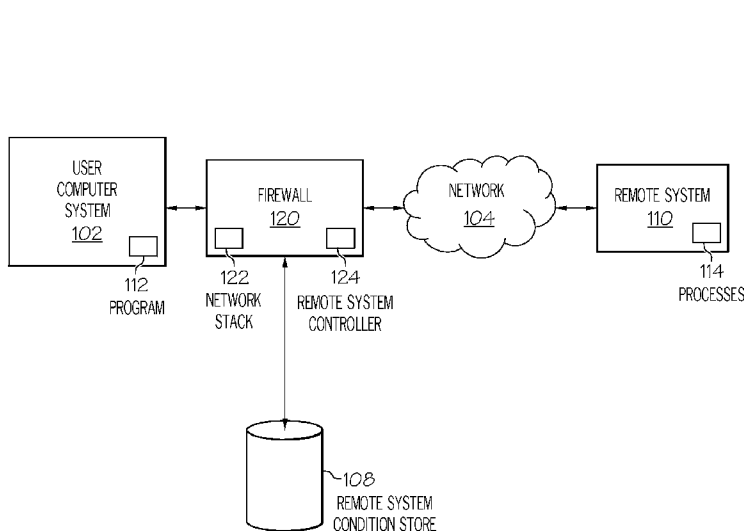 USER
COMPUTER
SYSTEM
102
112
PROGRAM
FIREWALL
120
122
NETWORK
STACK
124
REMOTE SYSTEM
CONTROLLER
NETWORK
104
REMOTE SYSTEM
110
114
PROCESSES
108
REMOTE SYSTEM
CONDITION STORE